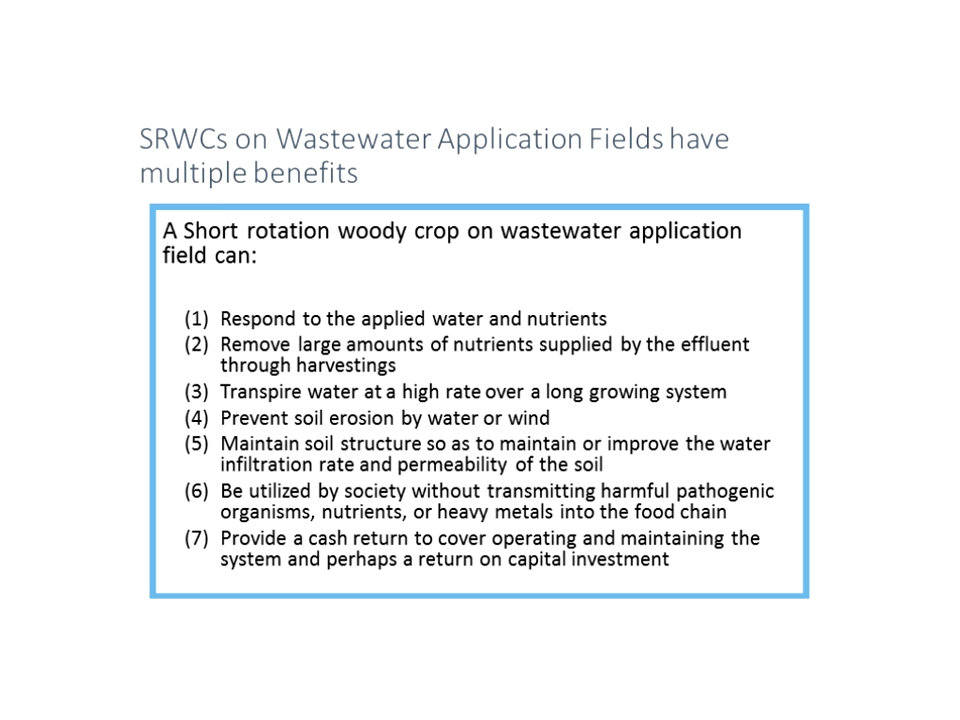 SRWCs on Wastewater Application Fields have
multiple benefits
A Short rotation woody crop on wastewater application
field can:
(1) Respond to the applied water and nutrients
(2) Remove large amounts of nutrients supplied by the effluent
through harvestings
(3) Transpire water at a high rate over a long growing system
(4) Prevent soil erosion by water or wind
(5) Maintain soil structure so as to maintain or improve the water
infiltration rate and permeability of the soil
(6) Be utilized by society without transmitting harmful pathogenic
organisms, nutrients, or heavy metals into the food chain
(7) Provide a cash return to cover operating and maintaining the
system and perhaps a return on capital investment